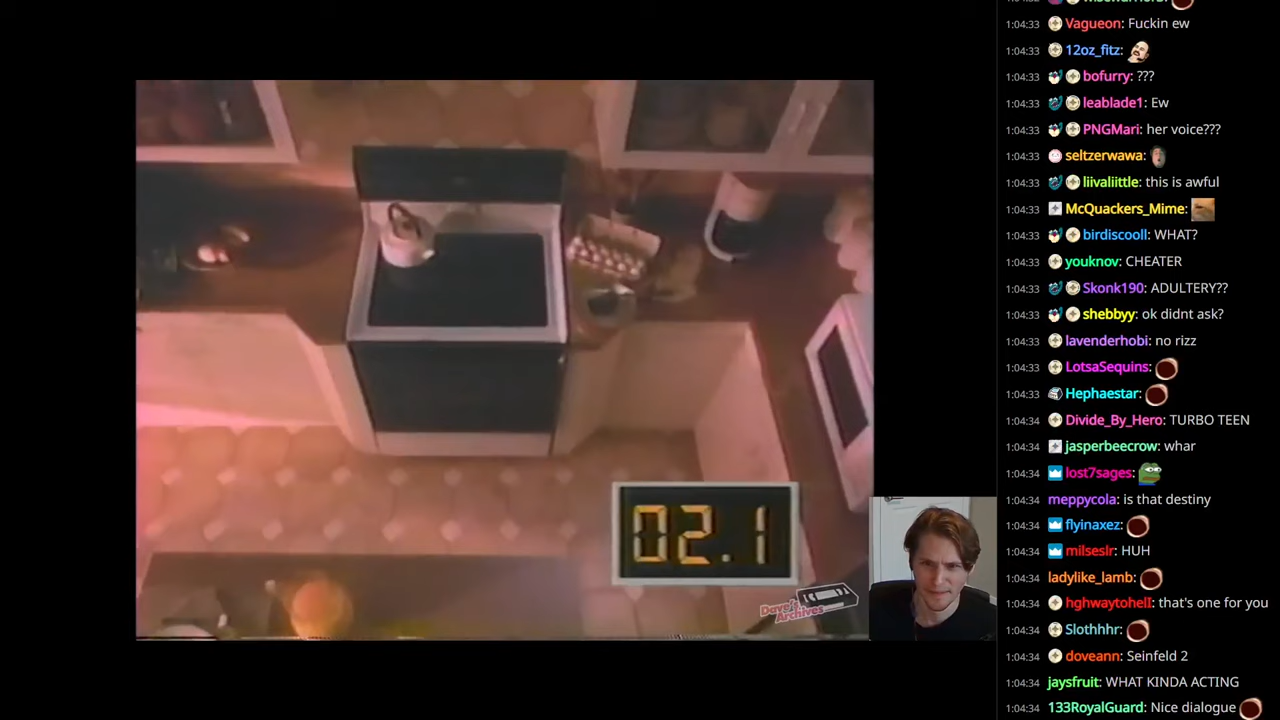 1:04:33 Vagueon: Fuckin ew
1:04:33 12oz_fitz:
1:04:33 bofurry: ???
1:04:33 leablade1: Ew
1:04:33 PNGMari: her voice???
1:04:33 seltzerwawa:
1:04:33 liivaliittle: this is awful
1:04:33 McQuackers_Mime:
1:04:33 birdiscooll: WHAT?
1:04:33 youknov: CHEATER
1:04:33 Skonk190: ADULTERY??
1:04:33 shebbyy: ok didnt ask?
1:04:33 lavenderhobi: no rizz
1:04:33 LotsaSequins:
1:04:33 Hephaestar:
1:04:34 Divide_By_Hero: TURBO TEEN
1:04:34 jasperbeecrow: whar
1:04:34 lost7sages:
1:04:34 meppycola: is that destiny
1:04:34 flyinaxez:
1:04:34 milseslr: HUH
1:04:34 ladylike_lamb:
1:04:34 hghwaytohell: that's one for you
1:04:34 Slothhhr:
1:04:34 doveann: Seinfeld 2
1:04:34 jaysfruit: WHAT KINDA ACTING
1:04:34 133RoyalGuard: Nice dialogue
02.1
Dave's
Archives